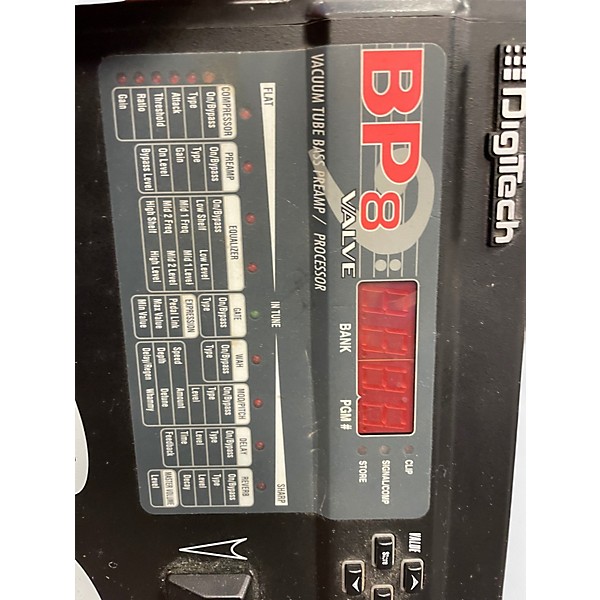 DigiTech
BP8
VALVE
VACUUM TUBE BASS PREAMP / PROCESSOR
BANK
PGM #
CLIP
SIGNAL/COMP
STORE
VALUE
FLAT
IN TUNE
SHARP
COMPRESSOR
On/Bypass
Type
Attack
Threshold
Ratio
Gain
PREAMP
On/Bypass
Type
Gain
On Level
Bypass Level
EQUALIZER
On/Bypass
Low Shelf Low Level
Mid 1 Freq Mid 1 Level
Mid 2 Freq Mid 2 Level
High Shelf High Level
GATE
On/Bypass
Type
EXPRESSION
Pedal Link
Max Value
Min Value
WAH
On/Bypass
Type
MOD/PITCH
On/Bypass
Type
Level
Speed Amount
Depth Detune
Delay/Regen Whammy
DELAY
On/Bypass
Type
Level
Time
Feedback
REVERB
On/Bypass
Type
Level
Decay
MASTER VOLUME
Level